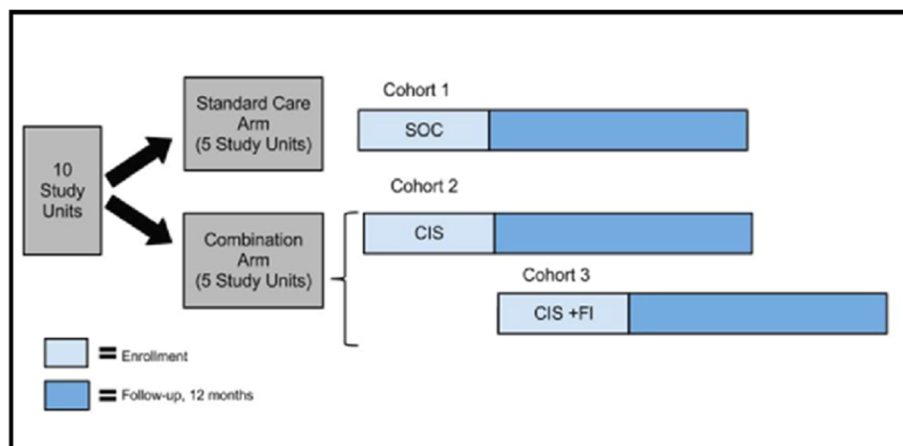 10
Study
Units
Standard Care
Arm
(5 Study Units)
Combination
Arm
(5 Study Units)
Cohort 1
SOC
Cohort 2
CIS
Cohort 3
CIS +FI
= Enrollment
= Follow-up, 12 months